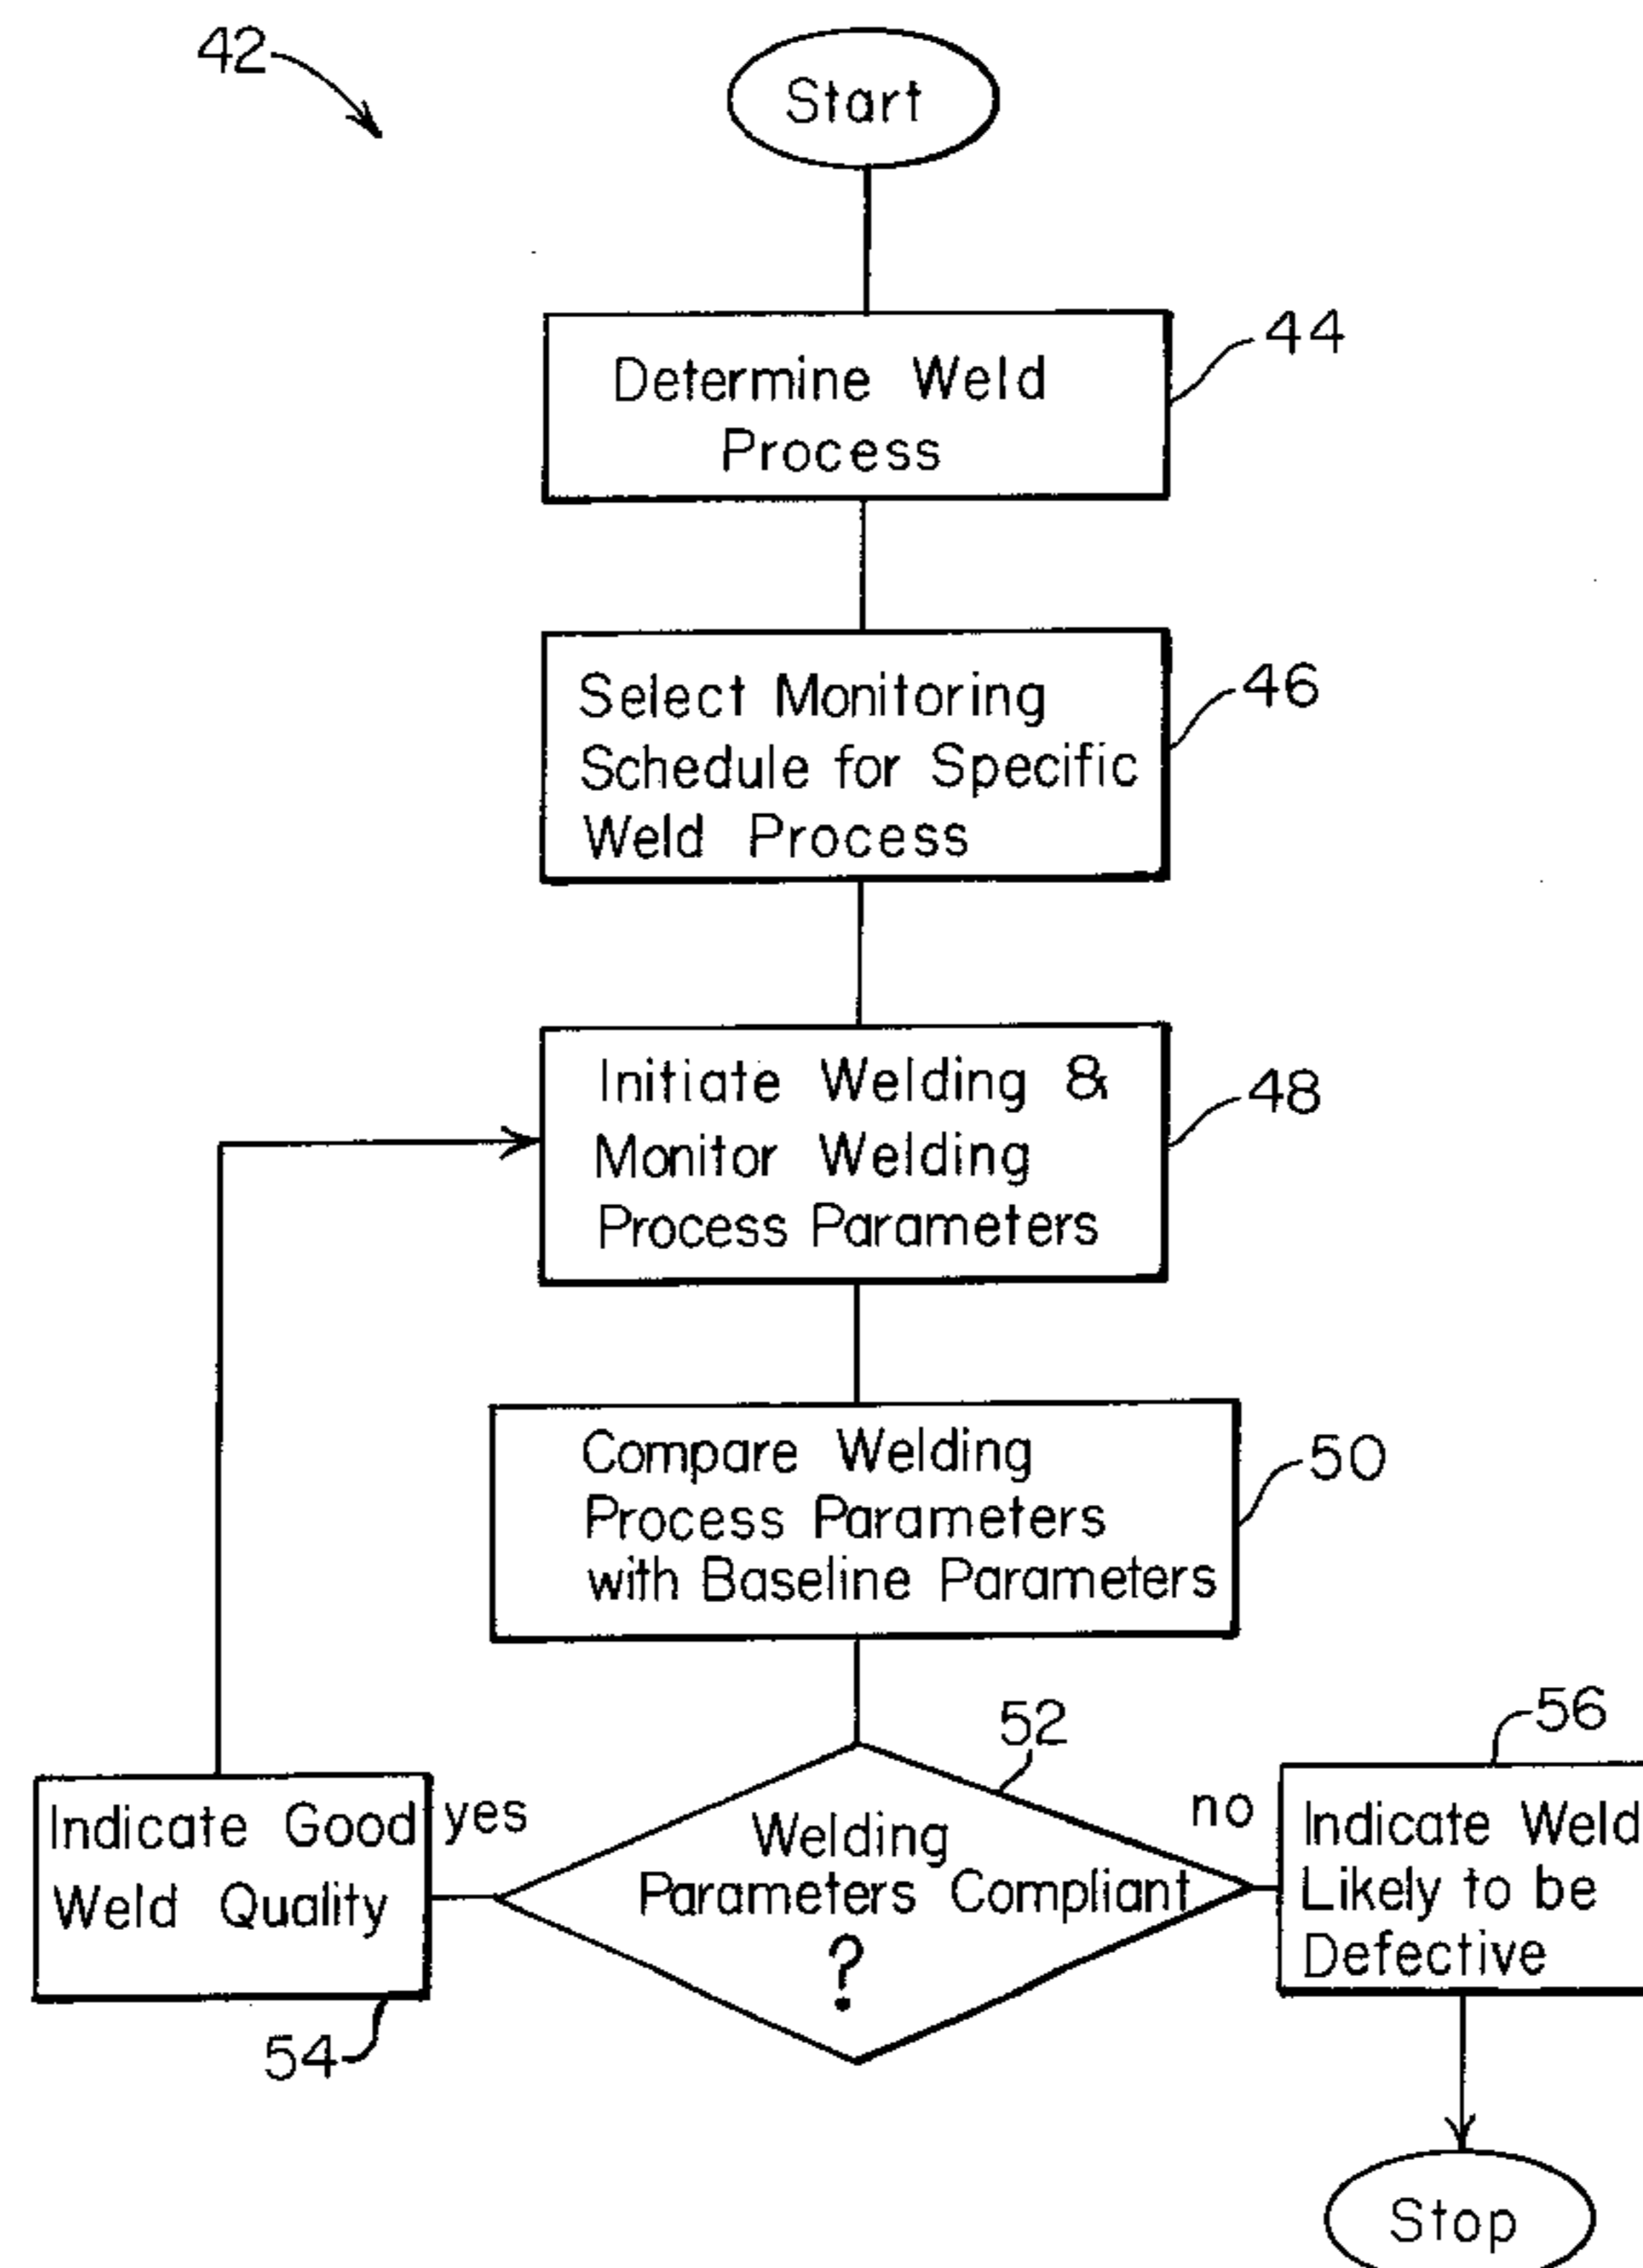 42
Start
Determine Weld
Process
44
Select Monitoring
Schedule for Specific
Weld Process
46
Initiate Welding &
Monitor Welding
Process Parameters
48
Compare Welding
Process Parameters
with Baseline Parameters
50
52
Welding
Parameters Compliant
?
yes
Indicate Good
Weld Quality
54
no
56
Indicate Weld
Likely to be
Defective
Stop